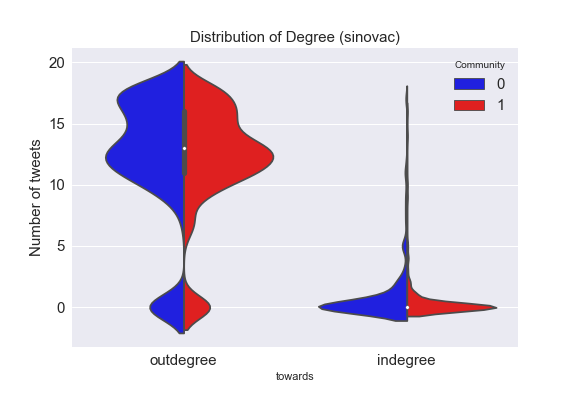 Distribution of Degree (sinovac)
Community
0
1
Number of tweets
20
15
10
5
0
outdegree
indegree
towards